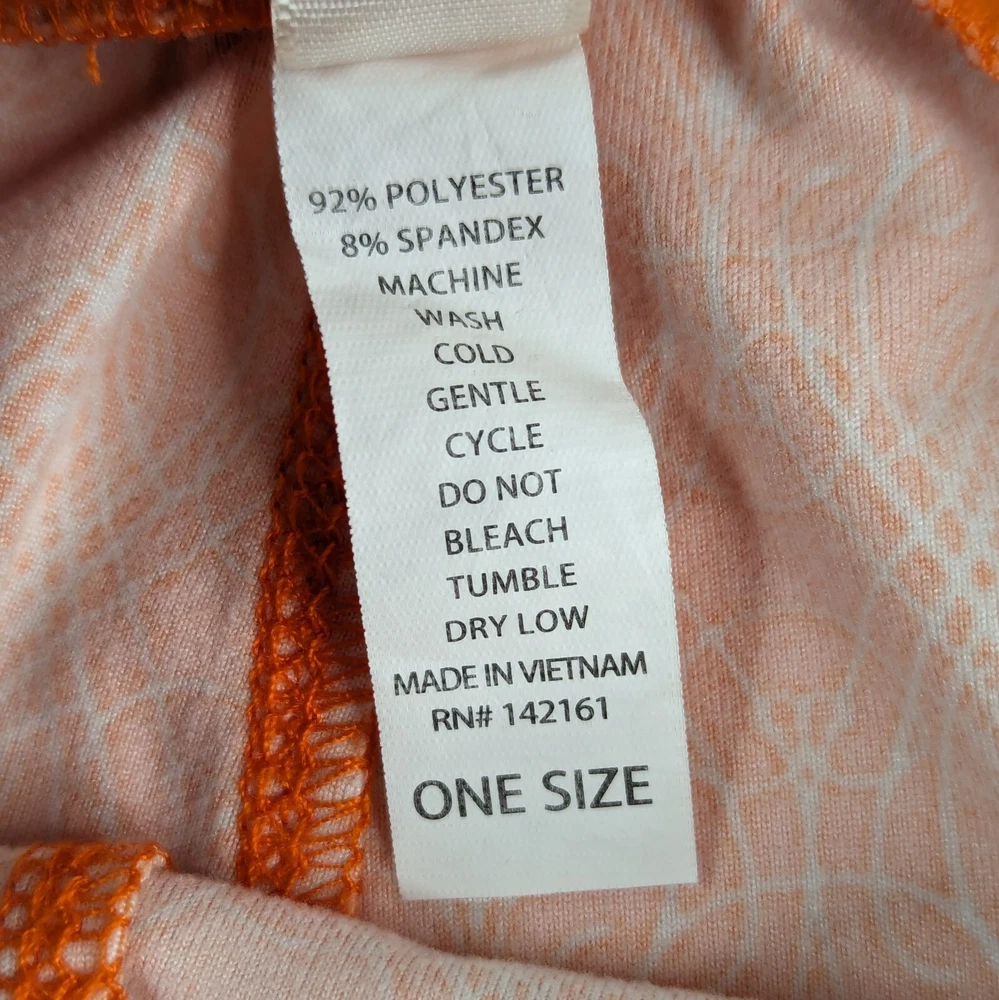 92% POLYESTER
8% SPANDEX
MACHINE
WASH
COLD
GENTLE
CYCLE
DO NOT
BLEACH
TUMBLE
DRY LOW
MADE IN VIETNAM
RN# 142161
ONE SIZE